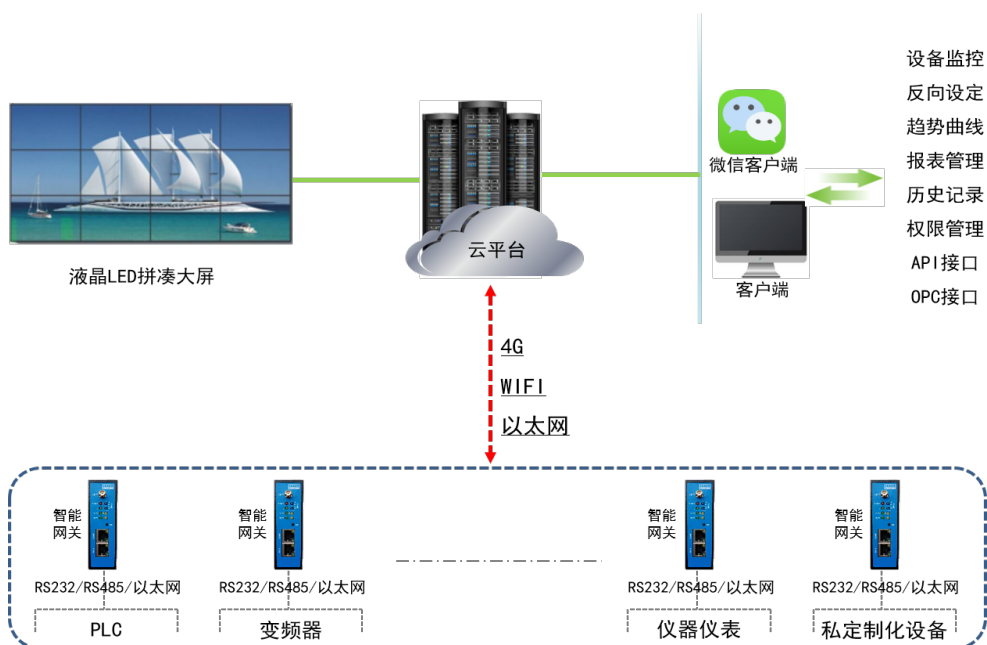 设备监控
反向设定
趋势曲线
报表管理
历史记录
权限管理
API接口
OPC接口
微信客户端
客户端
云平台
液晶LED拼凑大屏
4G
WIFI
以太网
智能
网关
智能
网关
智能
网关
智能
网关
RS232/RS485/以太网
RS232/RS485/以太网
RS232/RS485/以太网
RS232/RS485/以太网
PLC
变频器
仪器仪表
私定制化设备